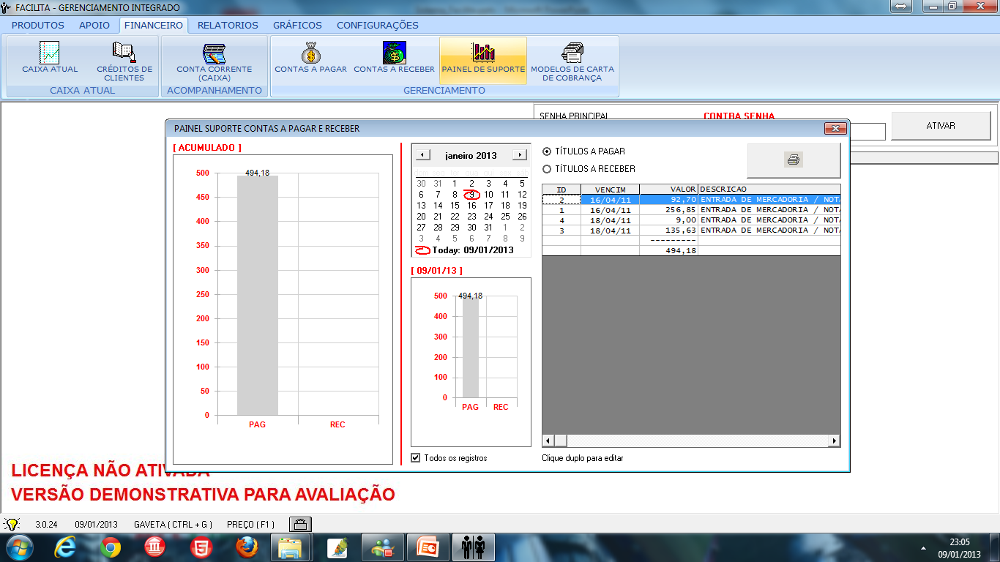 FACILITA - GERENCIAMENTO INTEGRADO
PRODUTOS APOIO FINANCEIRO RELATORIOS GRÁFICOS CONFIGURAÇÕES
CAIXA ATUAL
CRÉDITOS DE CLIENTES
CONTA CORRENTE (CAIXA)
CONTAS A PAGAR
CONTAS A RECEBER
PAINEL DE SUPORTE
MODELOS DE CARTA DE COBRANÇA
CAIXA ATUAL ACOMPANHAMENTO GERENCIAMENTO
SENHA PRINCIPAL CONTRA SENHA
ATIVAR
PAINEL SUPORTE CONTAS A PAGAR E RECEBER
[ ACUMULADO ]
500
450
400
350
300
250
200
150
100
50
0
494,18
PAG REC
janeiro 2013
dom seg ter qua qui sex sáb
30 31 1 2 3 4 5
6 7 8 9 10 11 12
13 14 15 16 17 18 19
20 21 22 23 24 25 26
27 28 29 30 31 1 2
3 4 5 6 7 8 9
Today: 09/01/2013
[ 09/01/13 ]
500
400
300
200
100
0
494,18
PAG REC
Todos os registros
TÍTULOS A PAGAR
TÍTULOS A RECEBER
ID VENCIM VALOR DESCRICAO
2 16/04/11 92,70 ENTRADA DE MERCADORIA / NOTA
1 16/04/11 256,85 ENTRADA DE MERCADORIA / NOTA
4 18/04/11 9,00 ENTRADA DE MERCADORIA / NOTA
3 18/04/11 135,63 ENTRADA DE MERCADORIA / NOTA
---------
494,18
Clique duplo para editar
LICENÇA NÃO ATIVADA
VERSÃO DEMONSTRATIVA PARA AVALIAÇÃO
3.0.24 09/01/2013 GAVETA ( CTRL + G ) PREÇO ( F1 )
23:05
09/01/2013